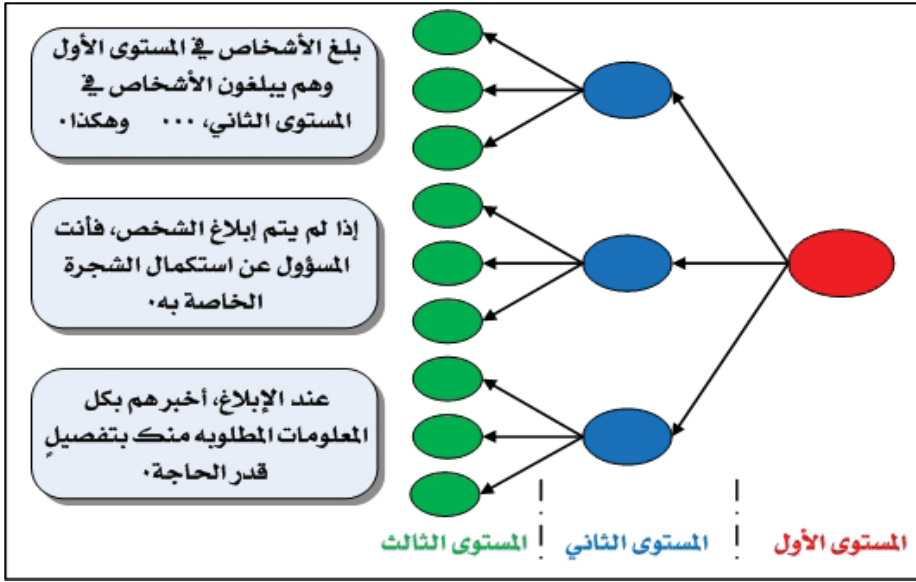 بلغ الأشخاص في المستوى الأول
وهم يبلغون الأشخاص في
المستوى الثاني، ... وهكذا.
إذا لم يتم إبلاغ الشخص، فأنت
المسؤول عن استكمال الشجرة
الخاصة به.
عند الإبلاغ، أخبرهم بكل
المعلومات المطلوبه منك بتفصيلٍ
قدر الحاجة.
المستوى الأول
المستوى الثاني
المستوى الثالث